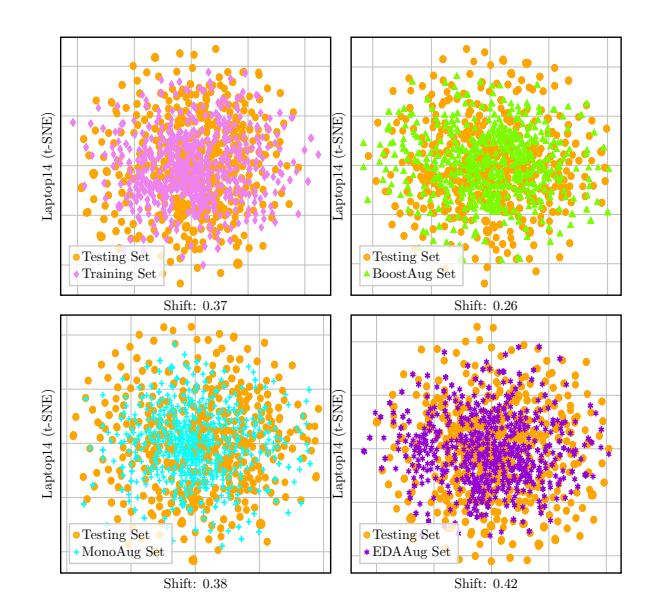 Laptop14 (t-SNE)
Testing Set
Training Set
Shift: 0.37
Laptop14 (t-SNE)
Testing Set
BoostAug Set
Shift: 0.26
Laptop14 (t-SNE)
Testing Set
MonoAug Set
Shift: 0.38
Laptop14 (t-SNE)
Testing Set
EDAAug Set
Shift: 0.42